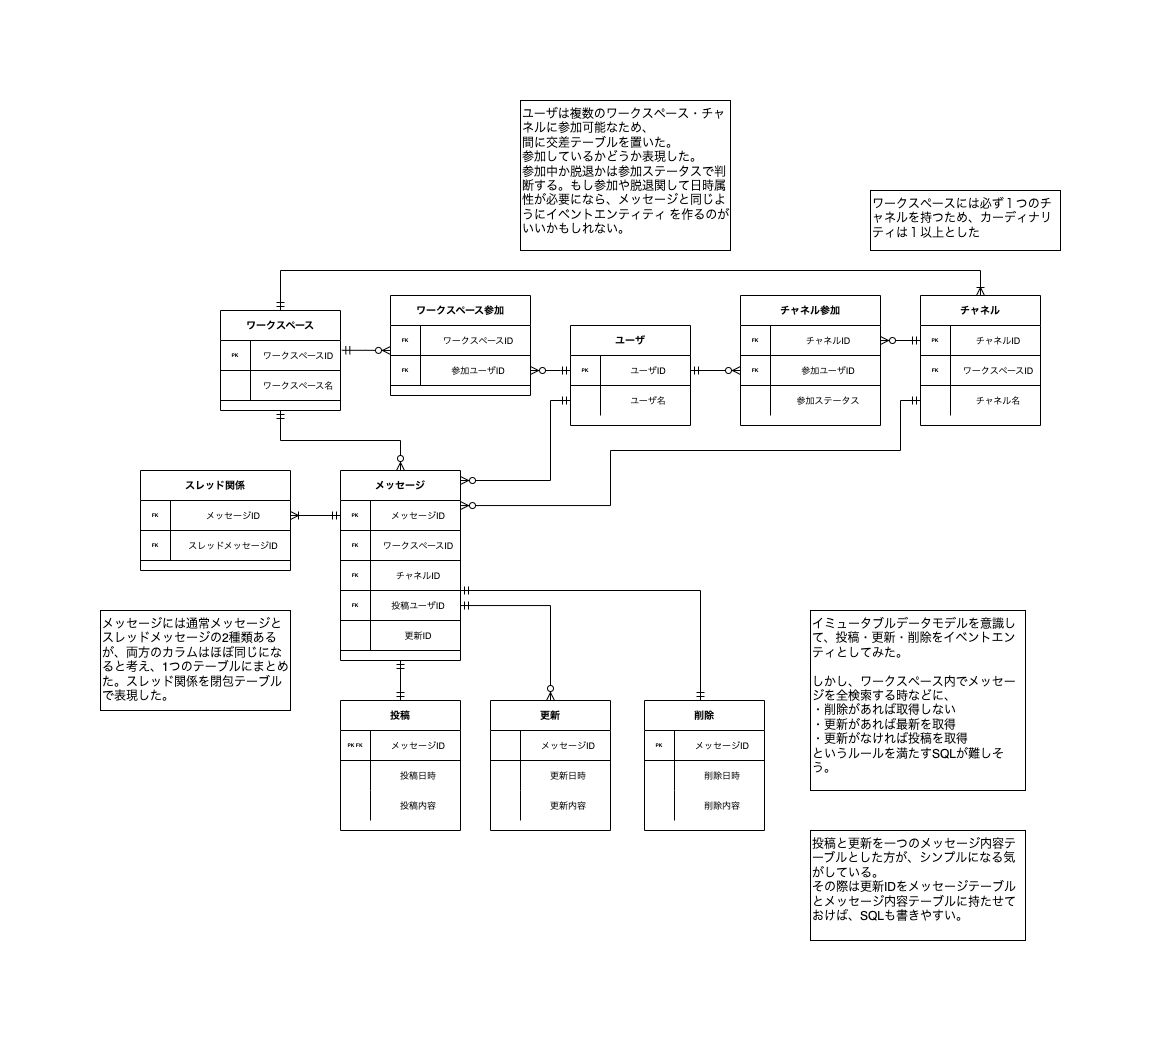 ユーザは複数のワークスペース・チャ
ネルに参加可能なため、
間に交差テーブルを置いた。
参加しているかどうか表現した。
参加中か脱退かは参加ステータスで判
断する。もし参加や脱退関して日時属
性が必要になら、メッセージと同じよ
うにイベントエンティティ を作るのが
いいかもしれない。
ワークスペースには必ず１つのチ
ャネルを持つため、カーディナリ
ティは１以上とした
ワークスペース
PK ワークスペースID
ワークスペース名
ワークスペース参加
FK ワークスペースID
FK 参加ユーザID
ユーザ
PK ユーザID
ユーザ名
チャネル参加
FK チャネルID
FK 参加ユーザID
参加ステータス
チャネル
PK チャネルID
FK ワークスペースID
チャネル名
スレッド関係
FK メッセージID
FK スレッドメッセージID
メッセージ
PK メッセージID
FK ワークスペースID
FK チャネルID
FK 投稿ユーザID
更新ID
メッセージには通常メッセージと
スレッドメッセージの2種類ある
が、両方のカラムはほぼ同じにな
ると考え、1つのテーブルにまとめ
た。スレッド関係を閉包テーブル
で表現した。
投稿
PK FK メッセージID
投稿日時
投稿内容
更新
メッセージID
更新日時
更新内容
削除
PK メッセージID
削除日時
削除内容
イミュータブルデータモデルを意識し
て、投稿・更新・削除をイベントエン
ティとしてみた。
しかし、ワークスペース内でメッセー
ジを全検索する時などに、
・削除があれば取得しない
・更新があれば最新を取得
・更新がなければ投稿を取得
というルールを満たすSQLが難しそ
う。
投稿と更新を一つのメッセージ内容テ
ーブルとした方が、シンプルになる気
がしている。
その際は更新IDをメッセージテーブル
とメッセージ内容テーブルに持たせて
おけば、SQLも書きやすい。